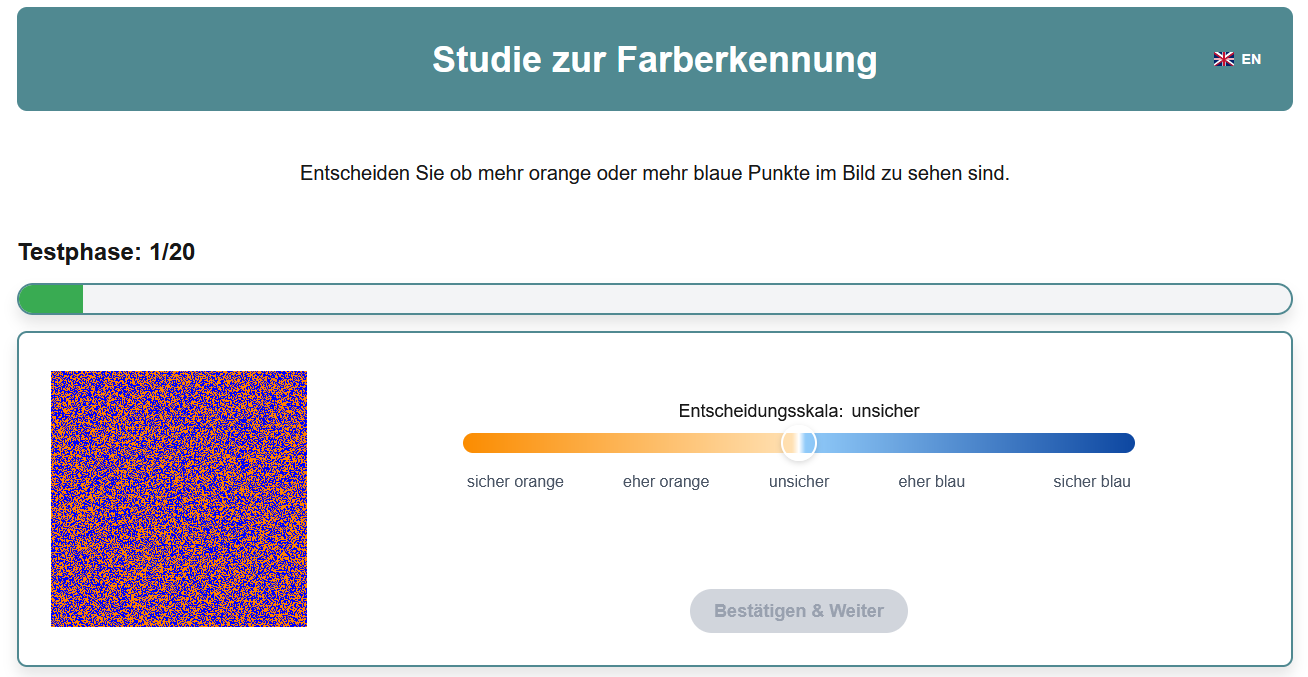 Studie zur Farberkennung
EN
Entscheiden Sie ob mehr orange oder mehr blaue Punkte im Bild zu sehen sind.
Testphase: 1/20
Entscheidungsskala: unsicher
sicher orange eher orange unsicher eher blau sicher blau
Bestätigen & Weiter